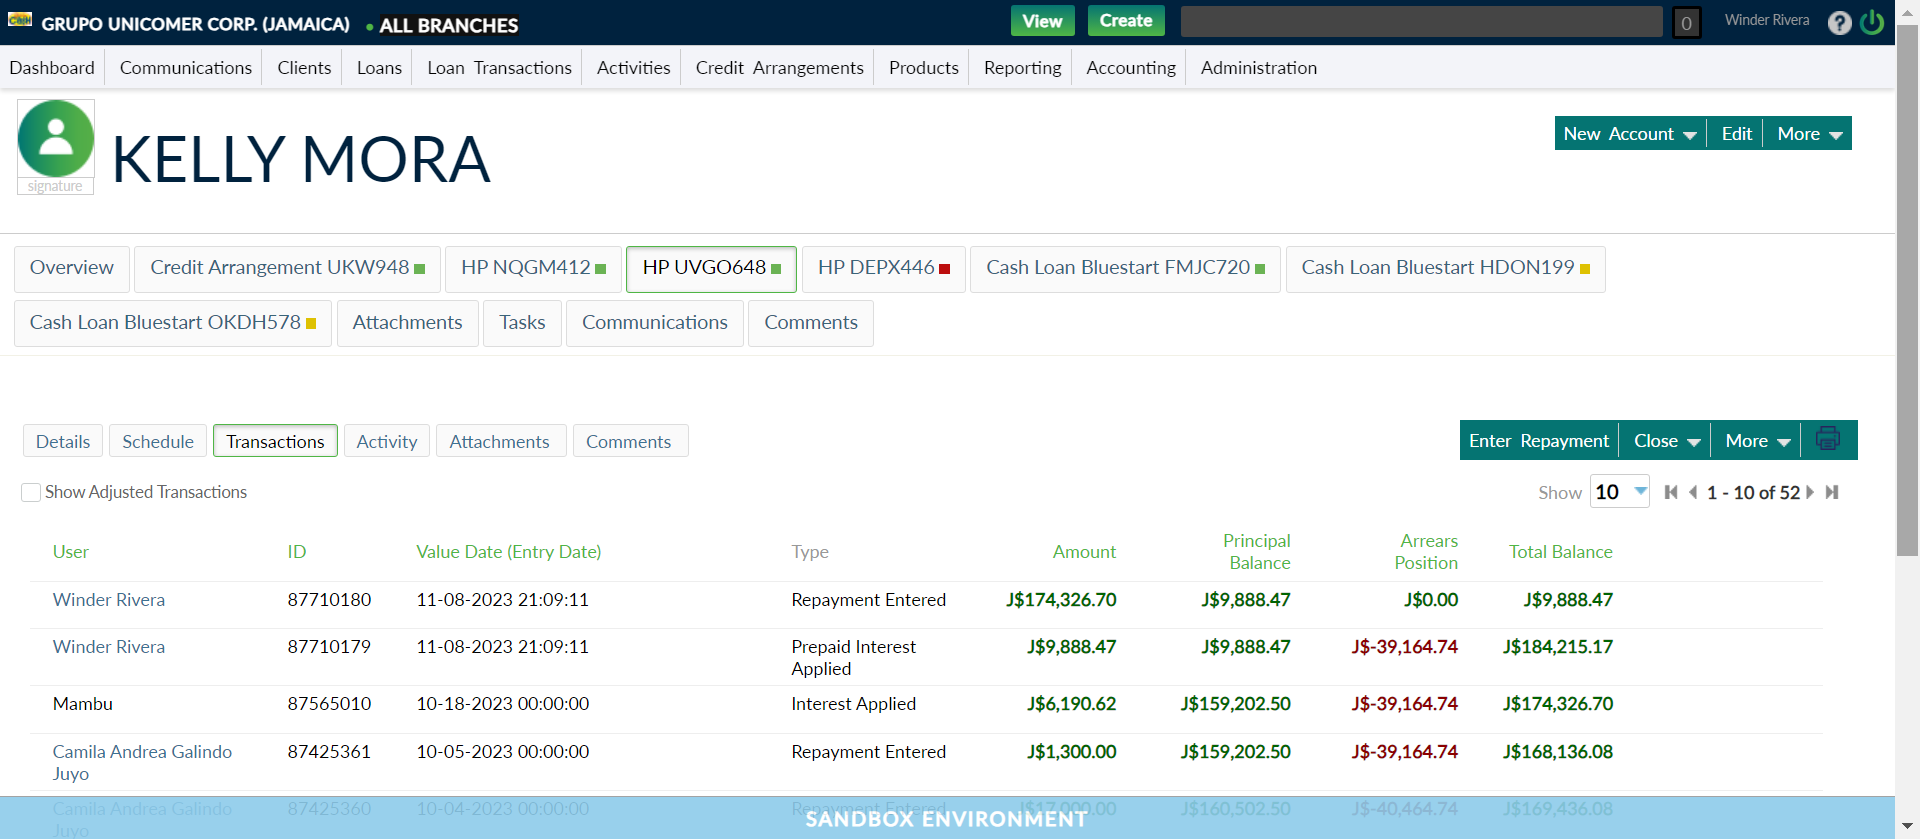 Cash GRUPO UNICOMER CORP. (JAMAICA) • ALL BRANCHES View Create 0 Winder Rivera ?
Dashboard Communications Clients Loans Loan Transactions Activities Credit Arrangements Products Reporting Accounting Administration
KELLY MORA
signature
New Account Edit More
Overview Credit Arrangement UKW948 HP NQGM412 HP UVGO648 HP DEPX446 Cash Loan Bluestart FMJC720 Cash Loan Bluestart HDON199
Cash Loan Bluestart OKDH578 Attachments Tasks Communications Comments
Details Schedule Transactions Activity Attachments Comments
Enter Repayment Close More
Show Adjusted Transactions
Show 10 1 - 10 of 52
User ID Value Date (Entry Date) Type Amount Principal Balance Arrears Position Total Balance
Winder Rivera 87710180 11-08-2023 21:09:11 Repayment Entered J$174,326.70 J$9,888.47 J$0.00 J$9,888.47
Winder Rivera 87710179 11-08-2023 21:09:11 Prepaid Interest Applied J$9,888.47 J$9,888.47 J$-39,164.74 J$184,215.17
Mambu 87565010 10-18-2023 00:00:00 Interest Applied J$6,190.62 J$159,202.50 J$-39,164.74 J$174,326.70
Camila Andrea Galindo Juyo 87425361 10-05-2023 00:00:00 Repayment Entered J$1,300.00 J$159,202.50 J$-39,164.74 J$168,136.08
Camila Andrea Galindo Juyo 87425360 10-04-2023 00:00:00 Repayment Entered J$17,000.00 J$160,502.50 J$-40,464.74 J$169,436.08
SANDBOX ENVIRONMENT